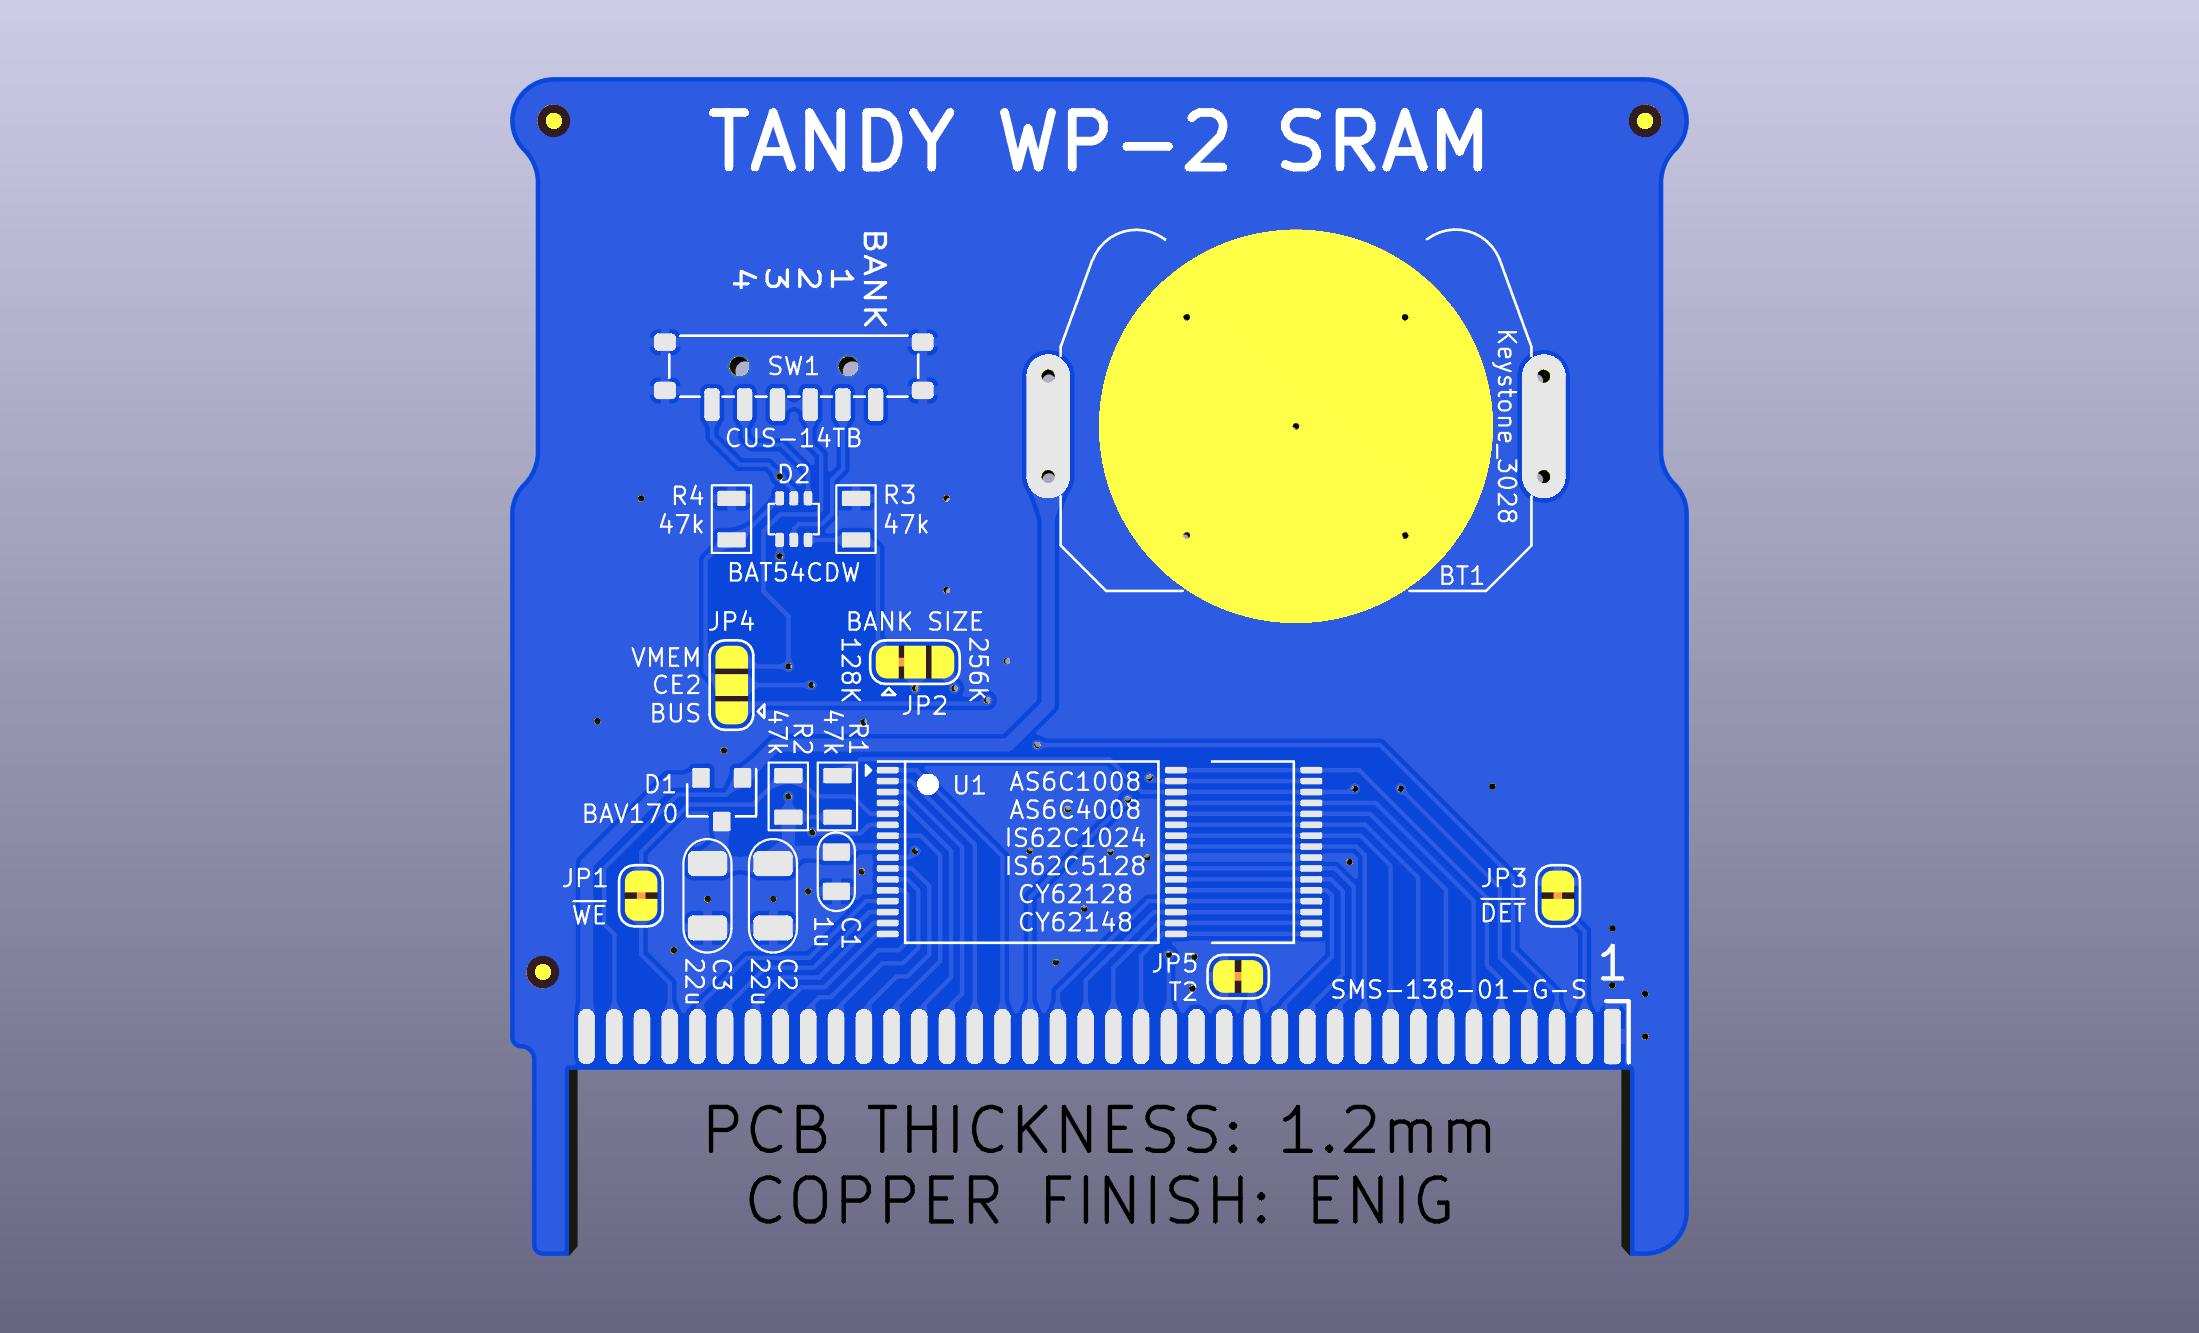 TANDY WP-2 SRAM
BANK
1
2
3
4
SW1
CUS-14TB
Keystone_3028
BT1
D2
R4
47k
R3
47k
BAT54CDW
JP4
VMEM
CE2
BUS
BANK SIZE
128K
256K
JP2
R2
47k
R1
47k
D1
BAV170
U1
AS6C1008
AS6C4008
IS62C1024
IS62C5128
CY62128
CY62148
JP1
WE
C3
22u
C2
22u
C1
1u
JP3
DET
JP5
T2
1
SMS-138-01-G-S
PCB THICKNESS: 1.2mm
COPPER FINISH: ENIG